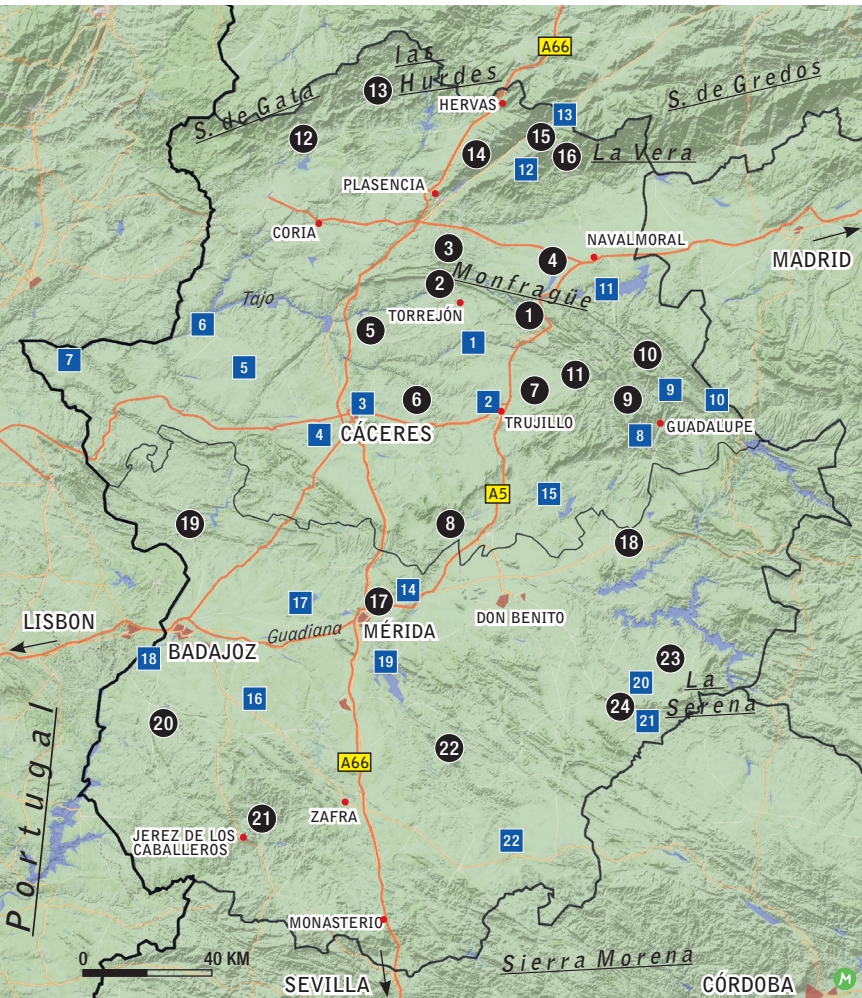 A66
las
Hurdes
13
S. de Gata
HERVAS
S. de Gredos
13
12
15
14
16
La Vera
12
PLASENCIA
CORIA
3
NAVALMORAL
4
MADRID
2
Monfragüe
11
Tajo
TORREJÓN
1
6
5
1
7
5
10
11
7
9
10
6
3
2
9
TRUJILLO
GUADALUPE
4
CÁCERES
8
A5
15
19
8
18
17
14
17
LISBON
Guadiana
MÉRIDA
DON BENITO
BADAJOZ
18
19
23
20
La
Serena
16
24
21
20
22
Portugal
A66
ZAFRA
21
JEREZ DE LOS
CABALLEROS
22
MONASTERIO
0 40 KM
Sierra Morena
SEVILLA
CÓRDOBA
M